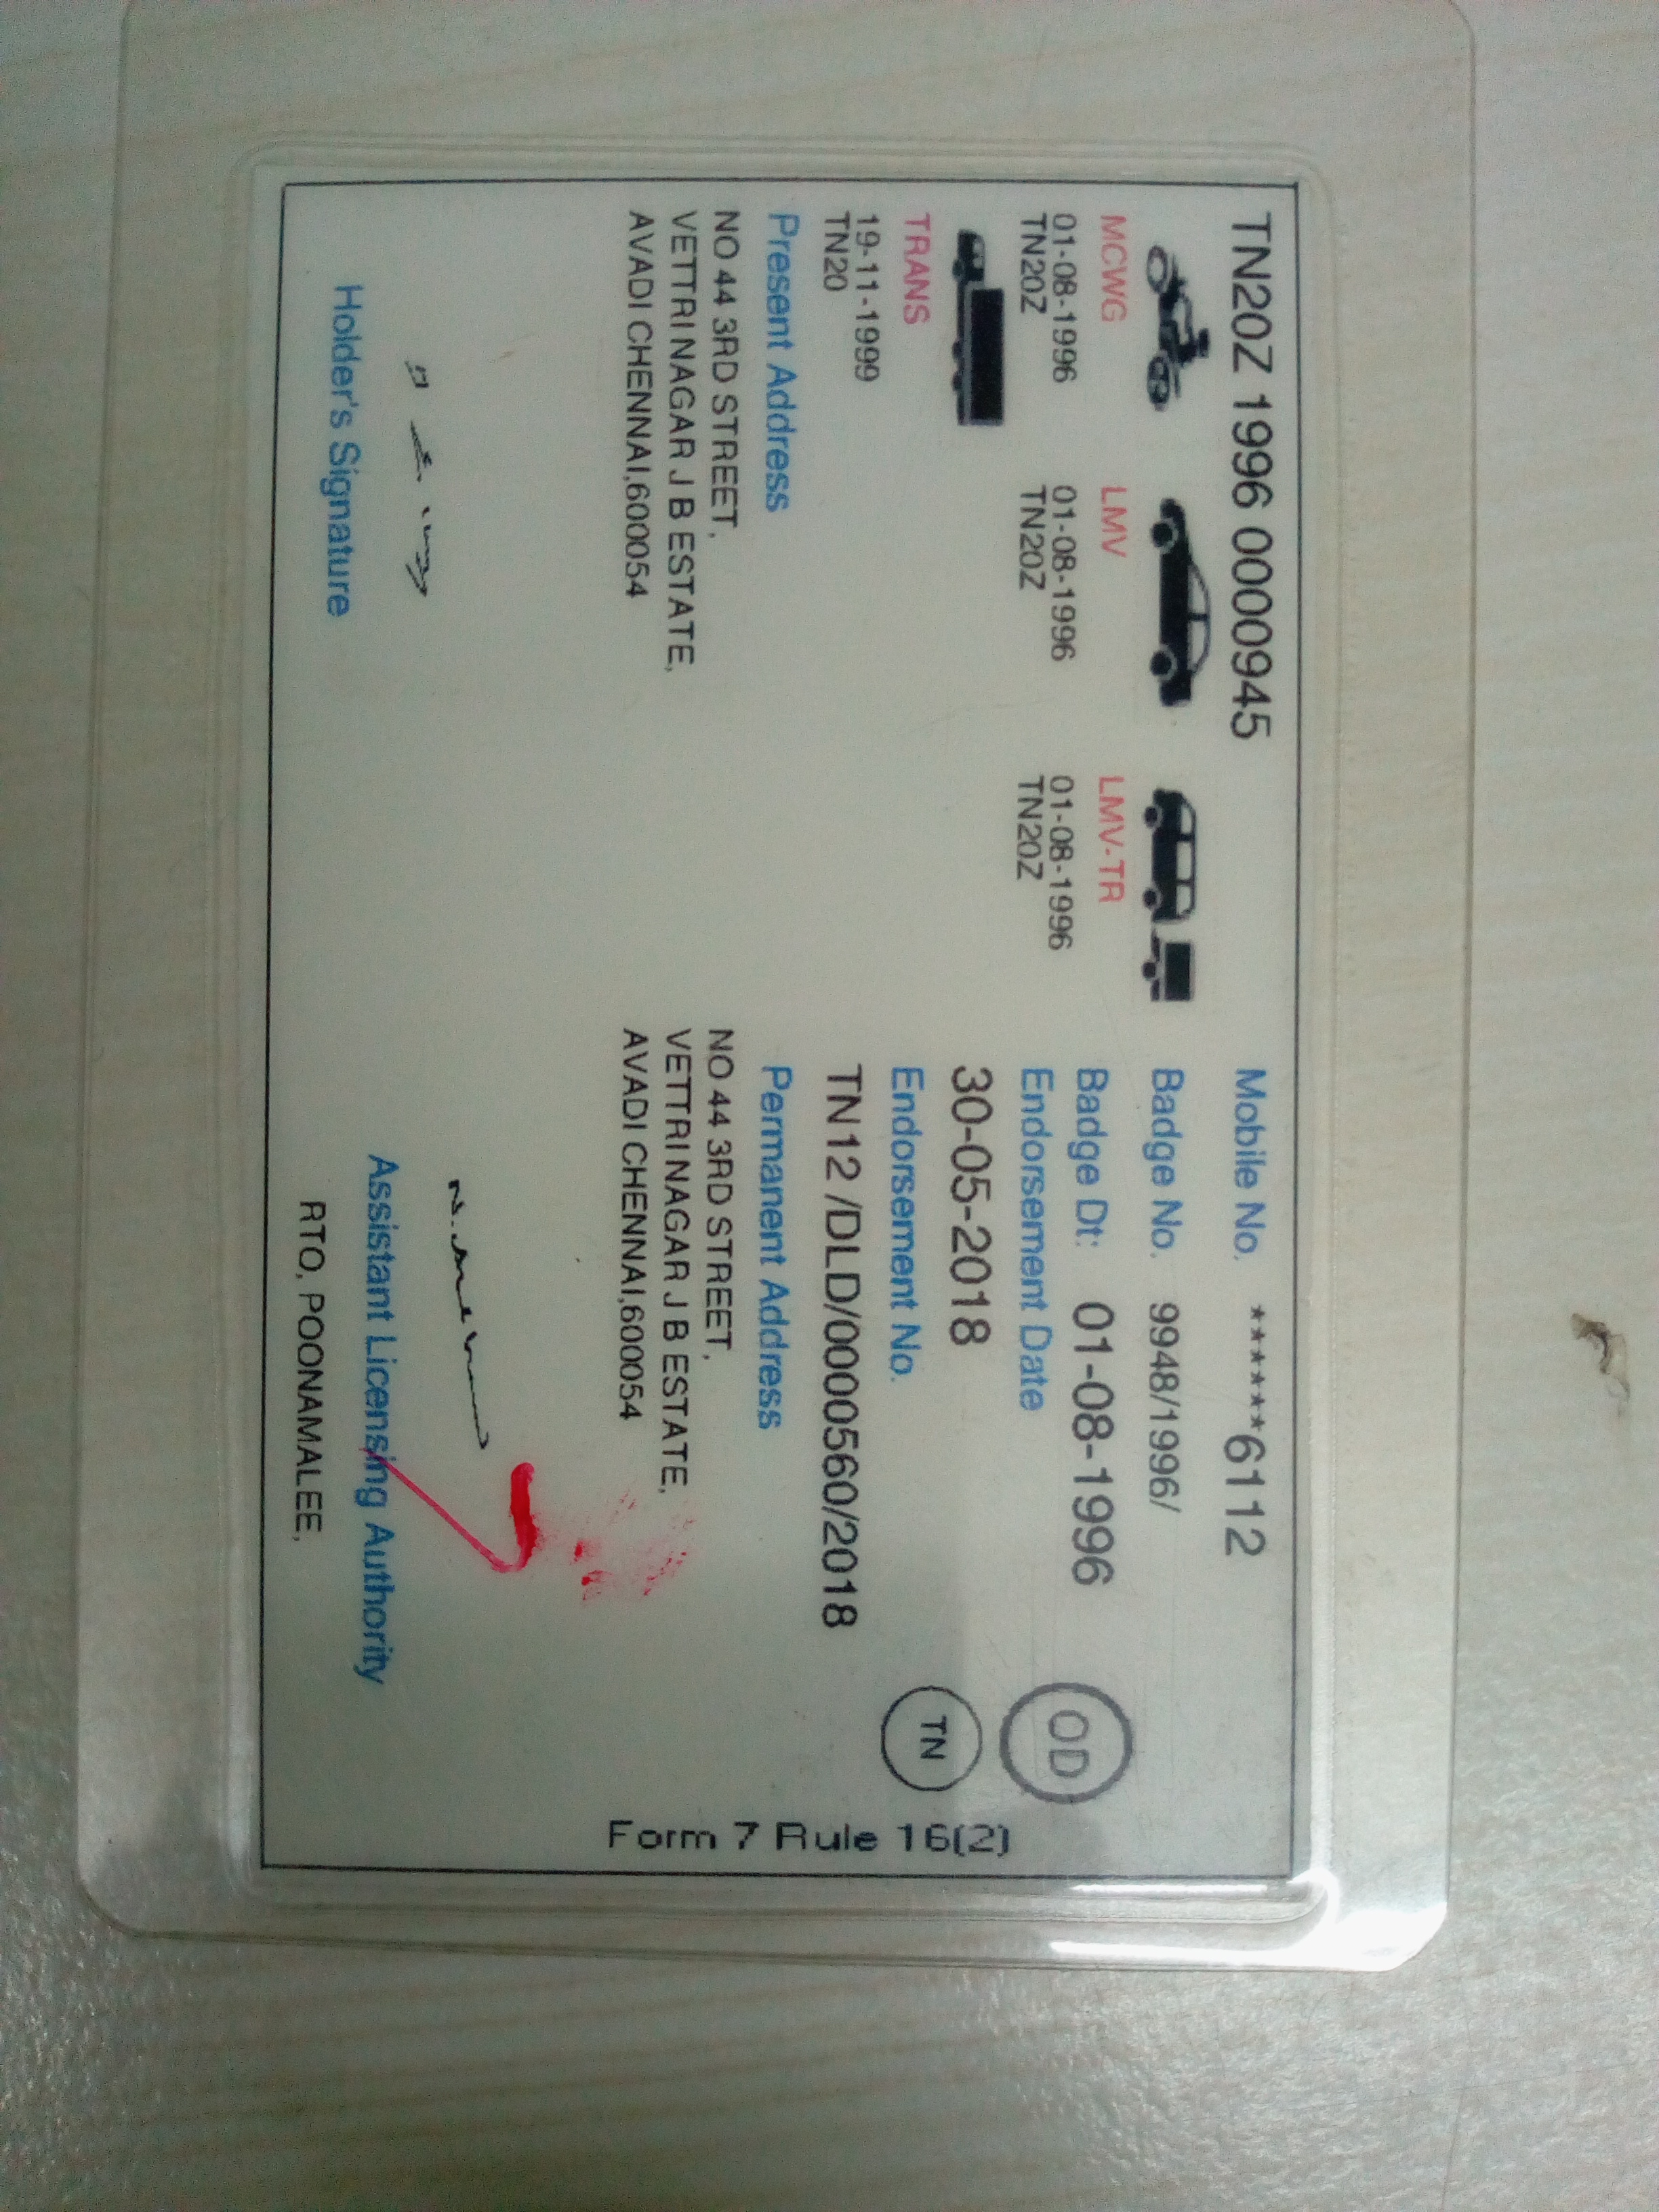 TN20Z 1996 0000945
MCWG
01-08-1996
TN20Z
LMV
01-08-1996
TN20Z
LMV-TR
01-08-1996
TN20Z
TRANS
19-11-1999
TN20
Mobile No. ******6112
Badge No. 9948/1996/
Badge Dt: 01-08-1996
Endorsement Date
30-05-2018
Endorsement No.
TN12 /DLD/0000560/2018
OD
TN
Form 7 Rule 16(2)
Present Address
NO 44 3RD STREET,
VETTRI NAGAR J B ESTATE,
AVADI CHENNAI,600054
Permanent Address
NO 44 3RD STREET,
VETTRI NAGAR J B ESTATE,
AVADI CHENNAI,600054
Holder's Signature
Assistant Licensing Authority
RTO, POONAMALEE,